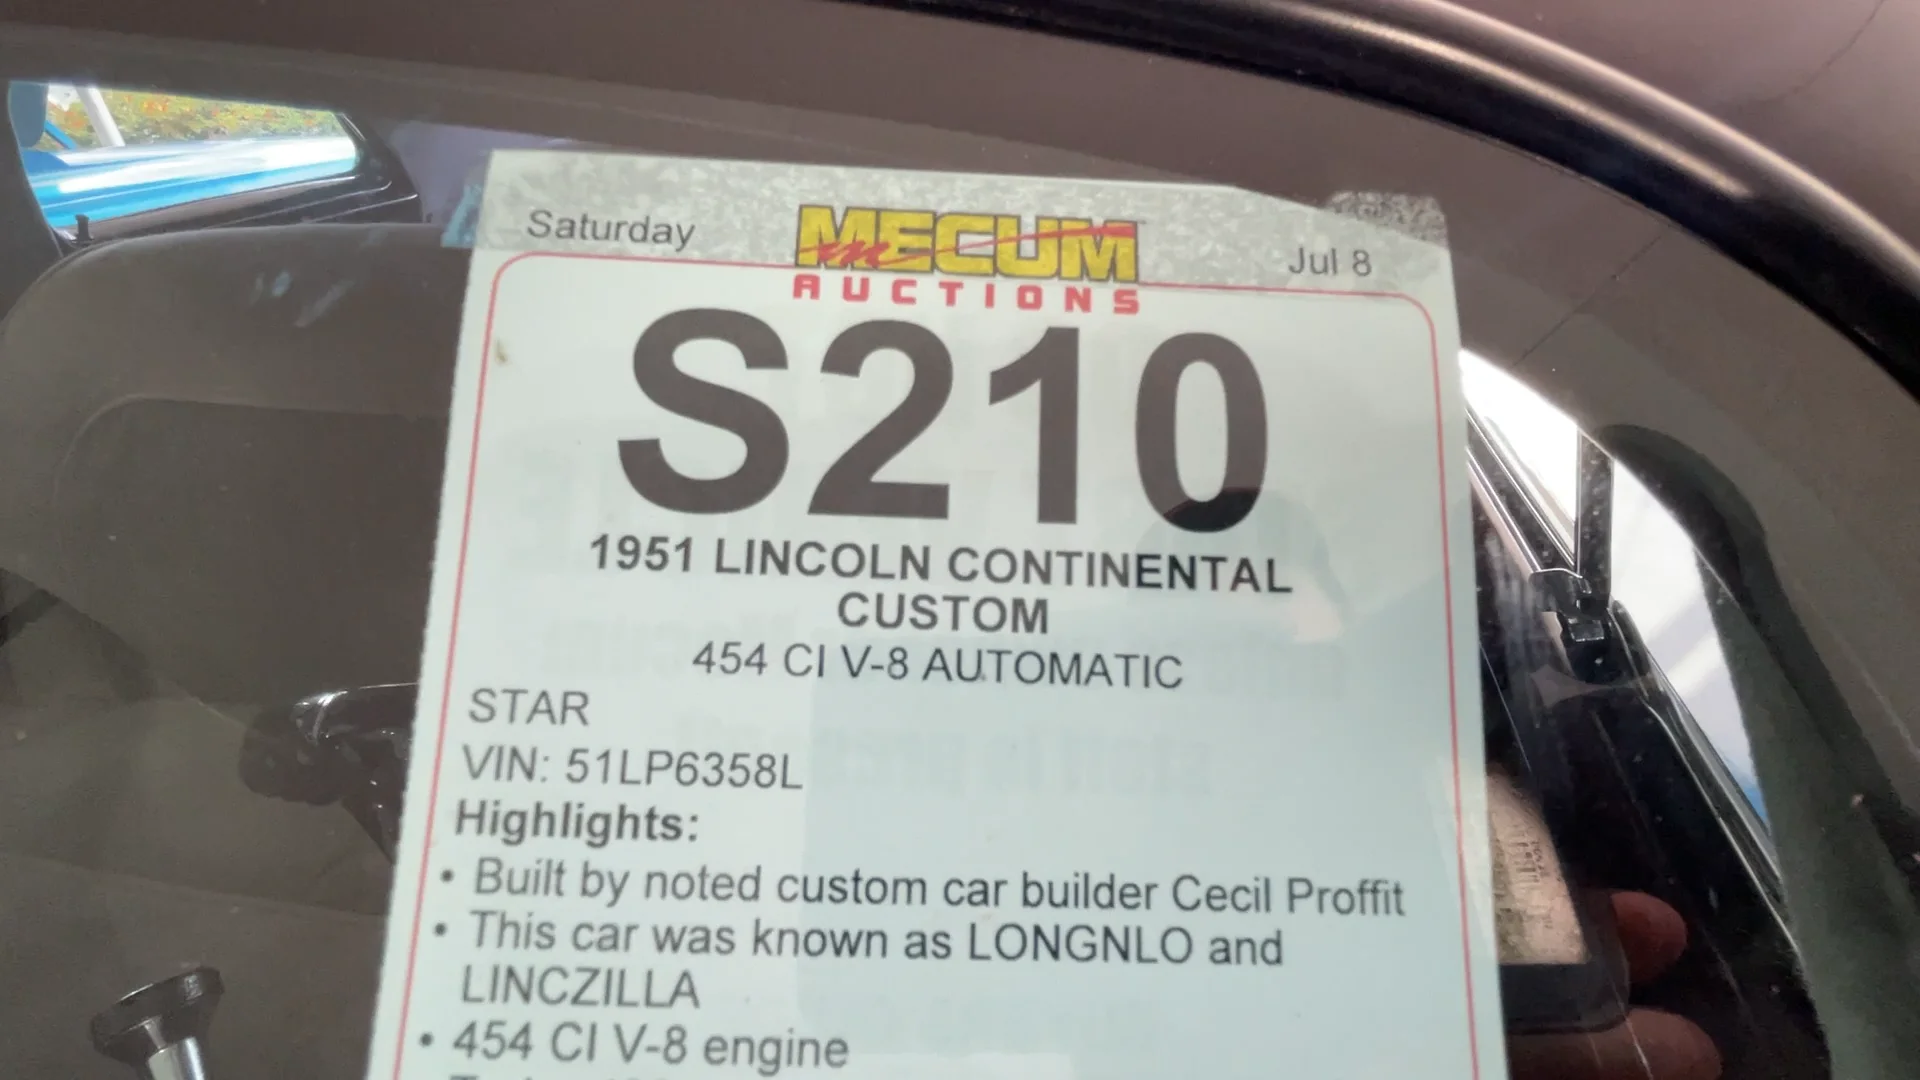 Saturday
MECUM
Jul 8
AUCTIONS
S210
1951 LINCOLN CONTINENTAL
CUSTOM
454 CI V-8 AUTOMATIC
STAR
VIN: 51LP6358L
Highlights:
• Built by noted custom car builder Cecil Proffit
• This car was known as LONGNLO and
LINCZILLA
• 454 CI V-8 engine